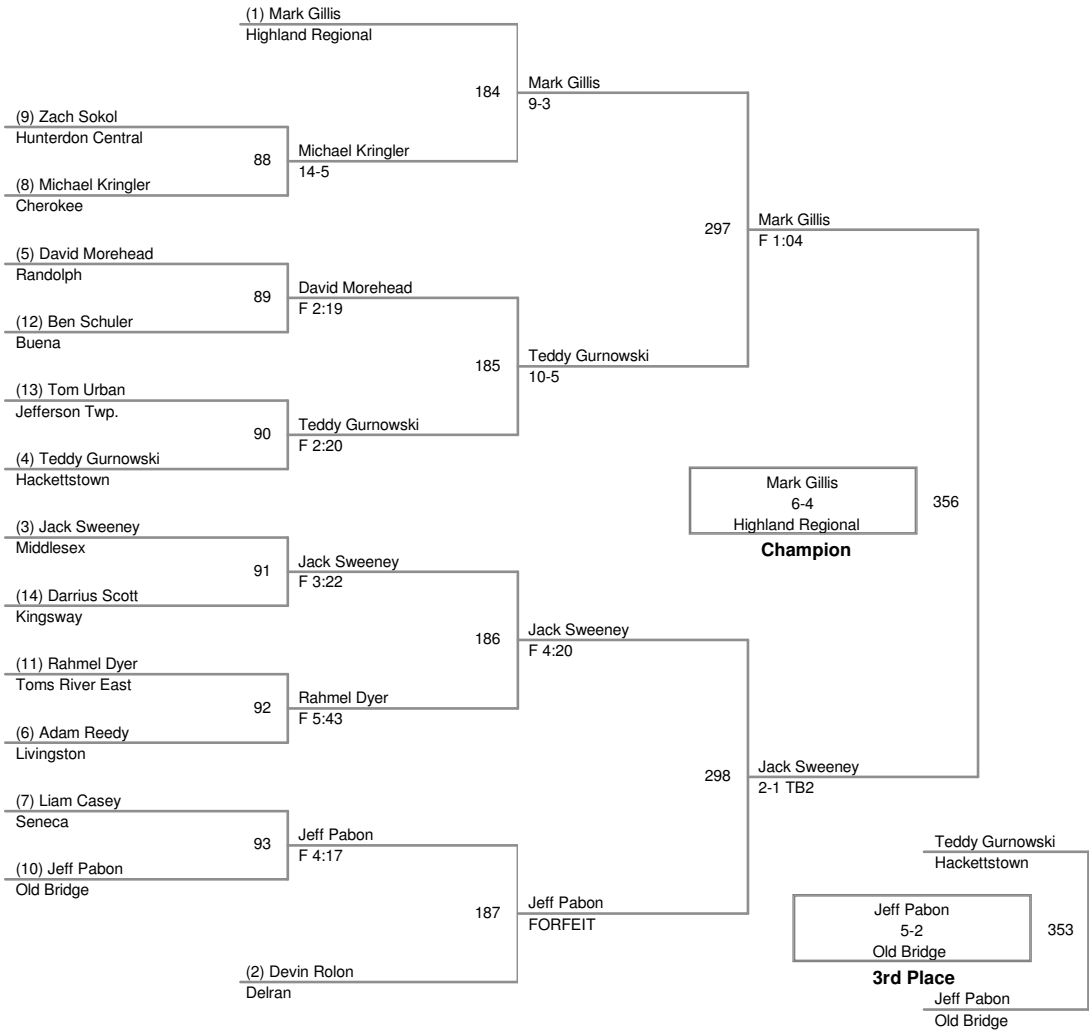 (1) Mark Gillis
Highland Regional
184
Mark Gillis
9-3
(9) Zach Sokol
Hunterdon Central
88
Michael Kringler
14-5
(8) Michael Kringler
Cherokee
297
Mark Gillis
F 1:04
(5) David Morehead
Randolph
89
David Morehead
F 2:19
(12) Ben Schuler
Buena
185
Teddy Gurnowski
10-5
(13) Tom Urban
Jefferson Twp.
90
Teddy Gurnowski
F 2:20
(4) Teddy Gurnowski
Hackettstown
Mark Gillis
6-4
Highland Regional
356
Champion
(3) Jack Sweeney
Middlesex
91
Jack Sweeney
F 3:22
(14) Darrius Scott
Kingsway
186
Jack Sweeney
F 4:20
(11) Rahmel Dyer
Toms River East
92
Rahmel Dyer
F 5:43
(6) Adam Reedy
Livingston
298
Jack Sweeney
2-1 TB2
(7) Liam Casey
Seneca
93
Jeff Pabon
F 4:17
(10) Jeff Pabon
Old Bridge
187
Jeff Pabon
FORFEIT
(2) Devin Rolon
Delran
Teddy Gurnowski
Hackettstown
Jeff Pabon
5-2
Old Bridge
353
3rd Place
Jeff Pabon
Old Bridge